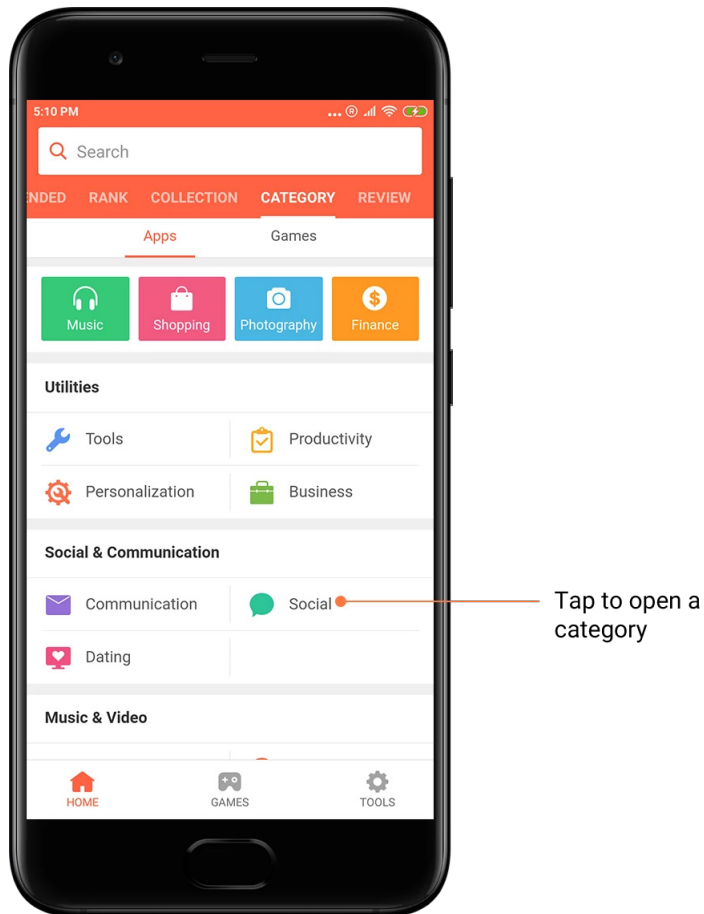 5:10 PM
Search
NDED RANK COLLECTION CATEGORY REVIEW
Apps Games
Music Shopping Photography Finance
Utilities
Tools Productivity
Personalization Business
Social & Communication
Communication Social
Tap to open a
category
Dating
Music & Video
HOME GAMES TOOLS